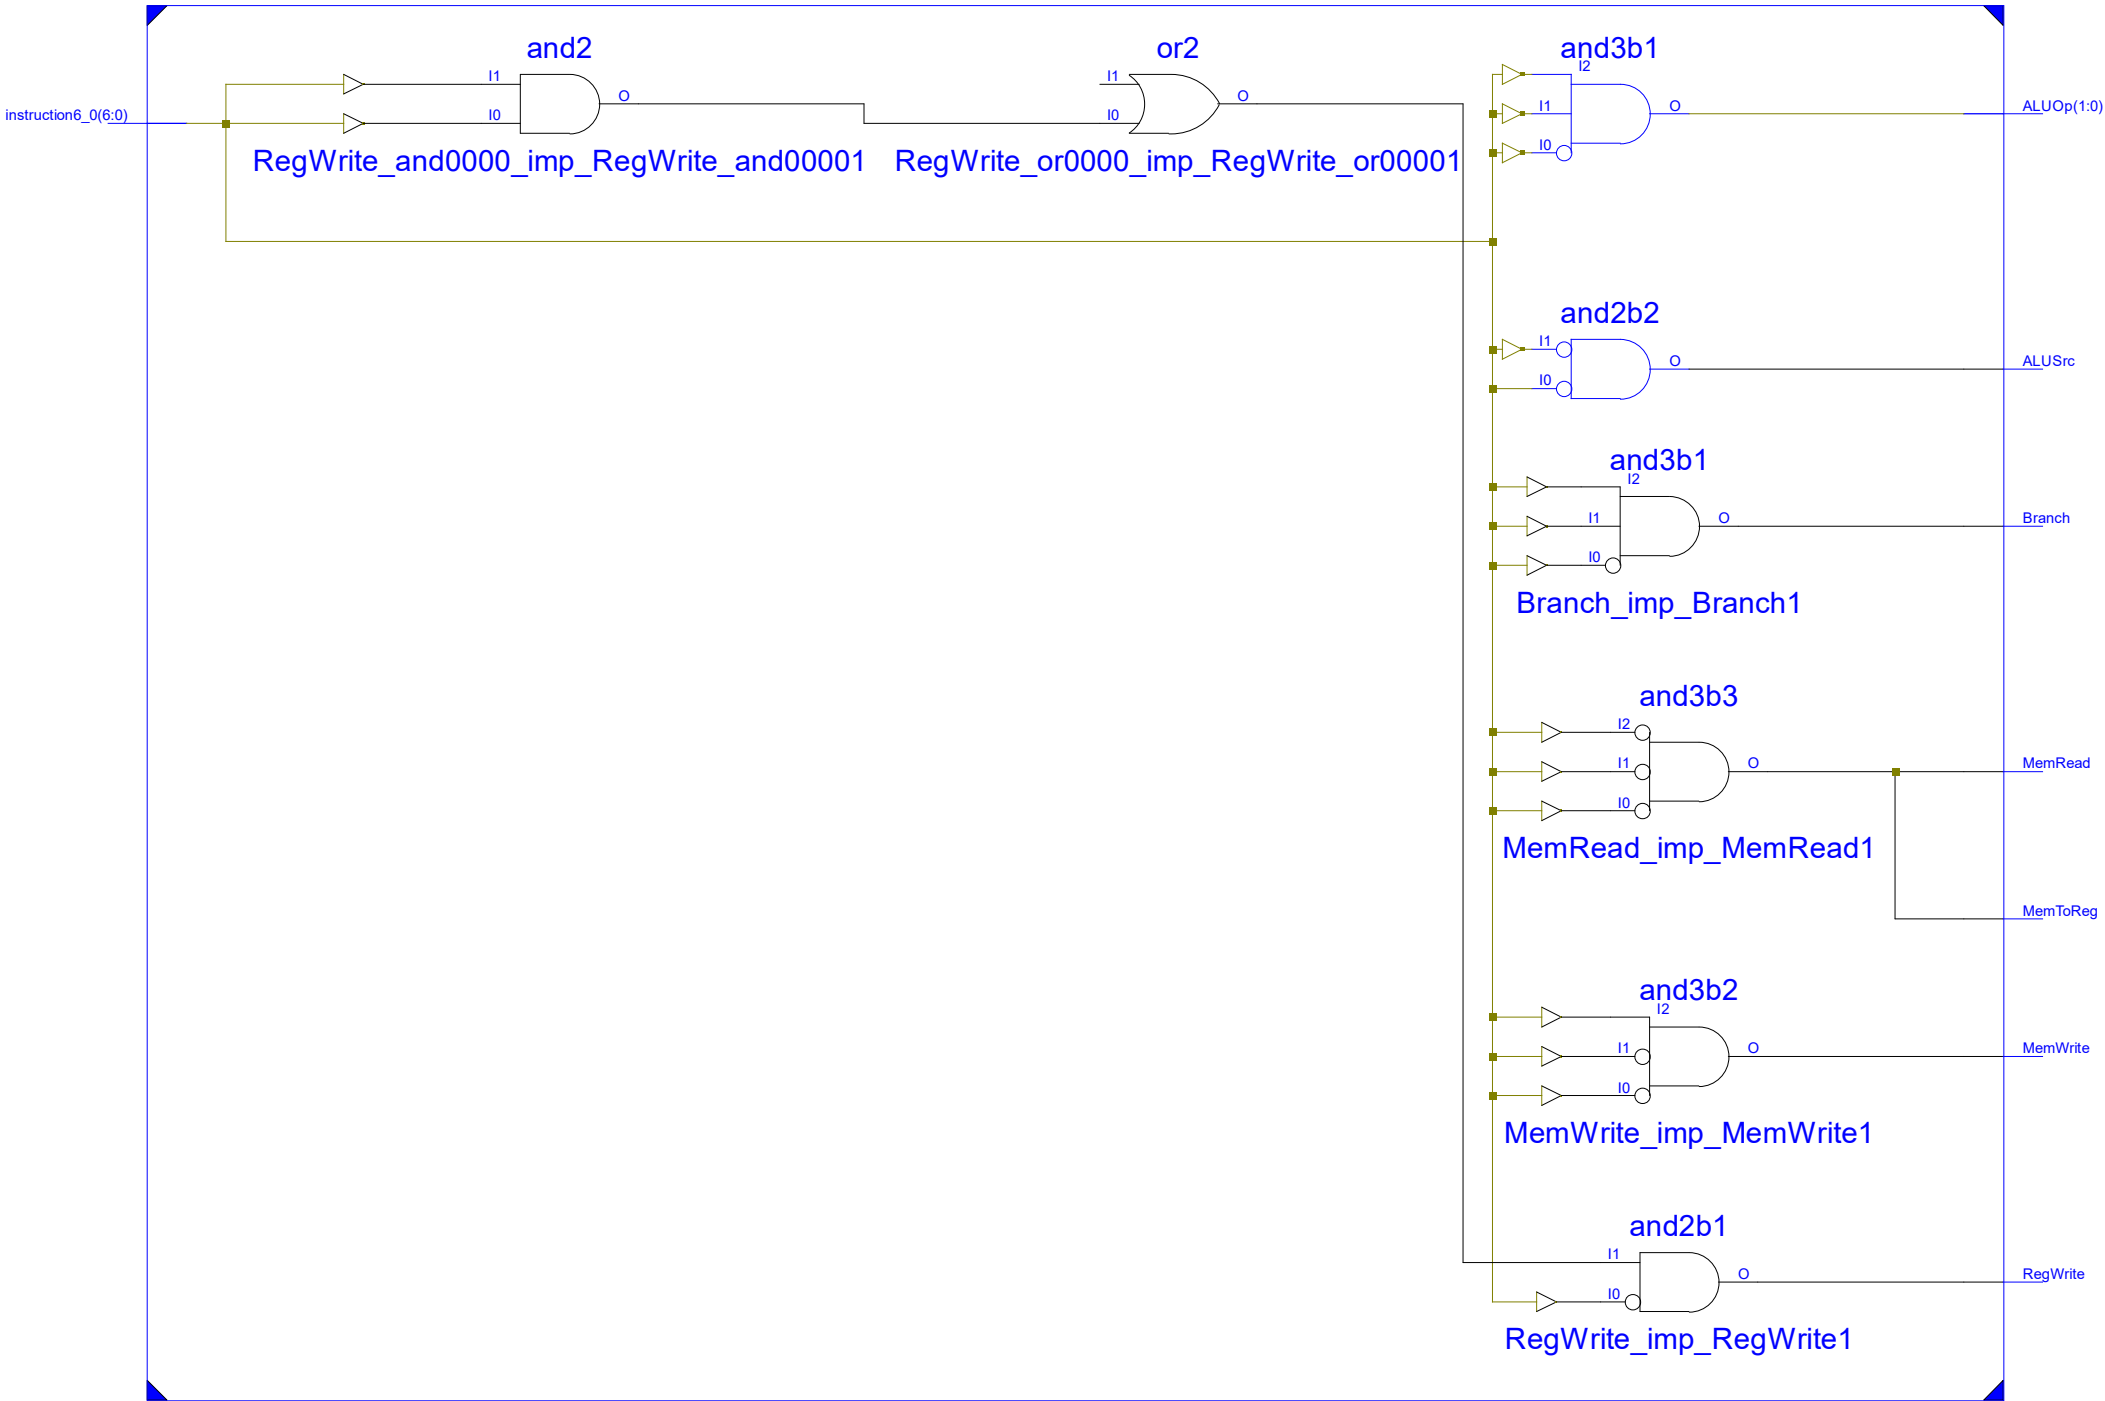 and2
or2
and3b1
I2
I1
I1
I1
O
O
O
ALUOp(1:0)
instruction6_0(6:0)
I0
I0
I0
RegWrite_and0000_imp_RegWrite_and00001
RegWrite_or0000_imp_RegWrite_or00001
and2b2
I1
O
ALUSrc
I0
and3b1
I2
I1
O
Branch
I0
Branch_imp_Branch1
and3b3
I2
I1
O
MemRead
I0
MemRead_imp_MemRead1
MemToReg
and3b2
I2
I1
O
MemWrite
I0
MemWrite_imp_MemWrite1
and2b1
I1
O
RegWrite
I0
RegWrite_imp_RegWrite1